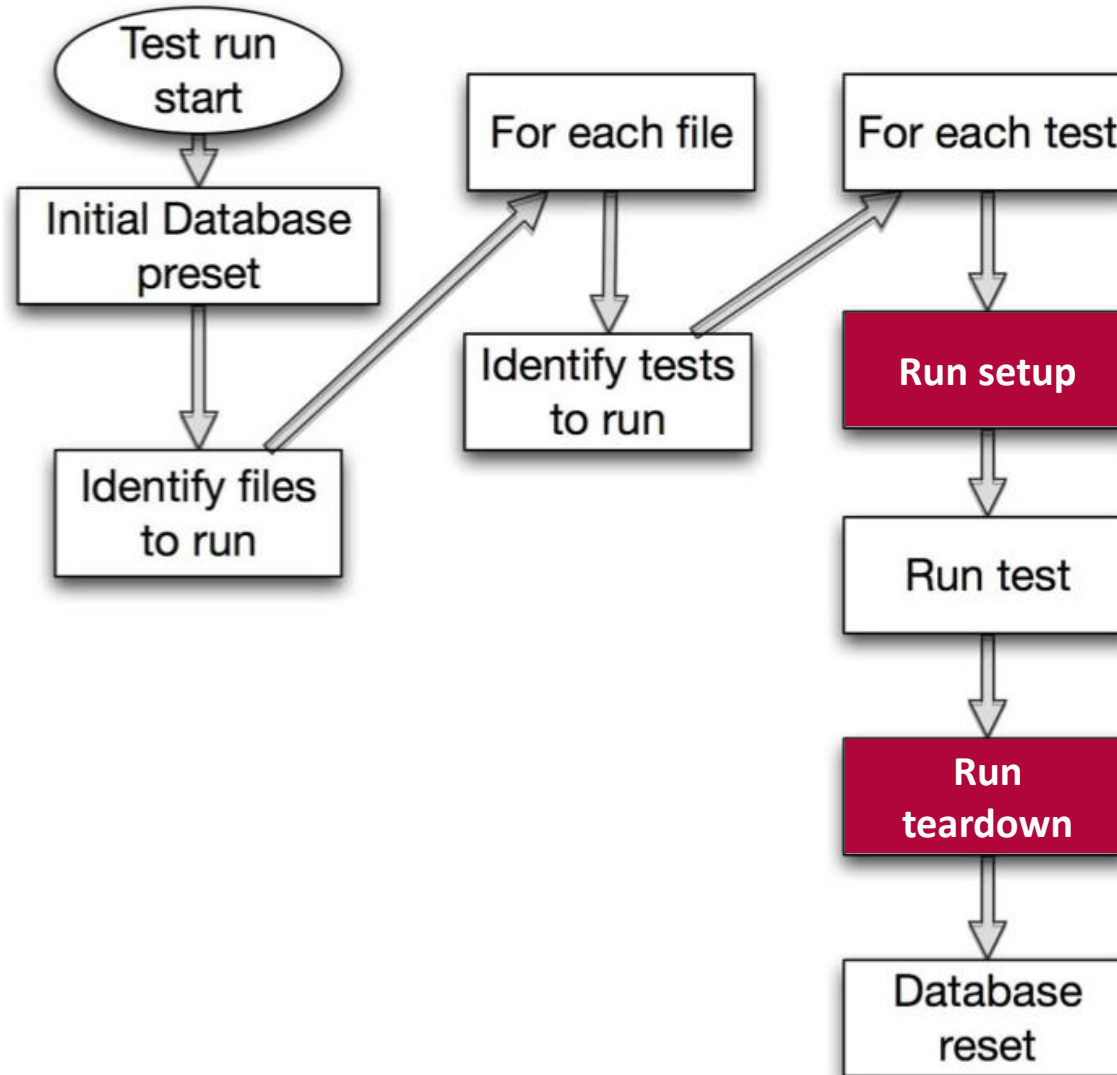 Test run
start
Initial Database
preset
Identify files
to run
For each file
Identify tests
to run
For each test
Run setup
Run test
Run
teardown
Database
reset